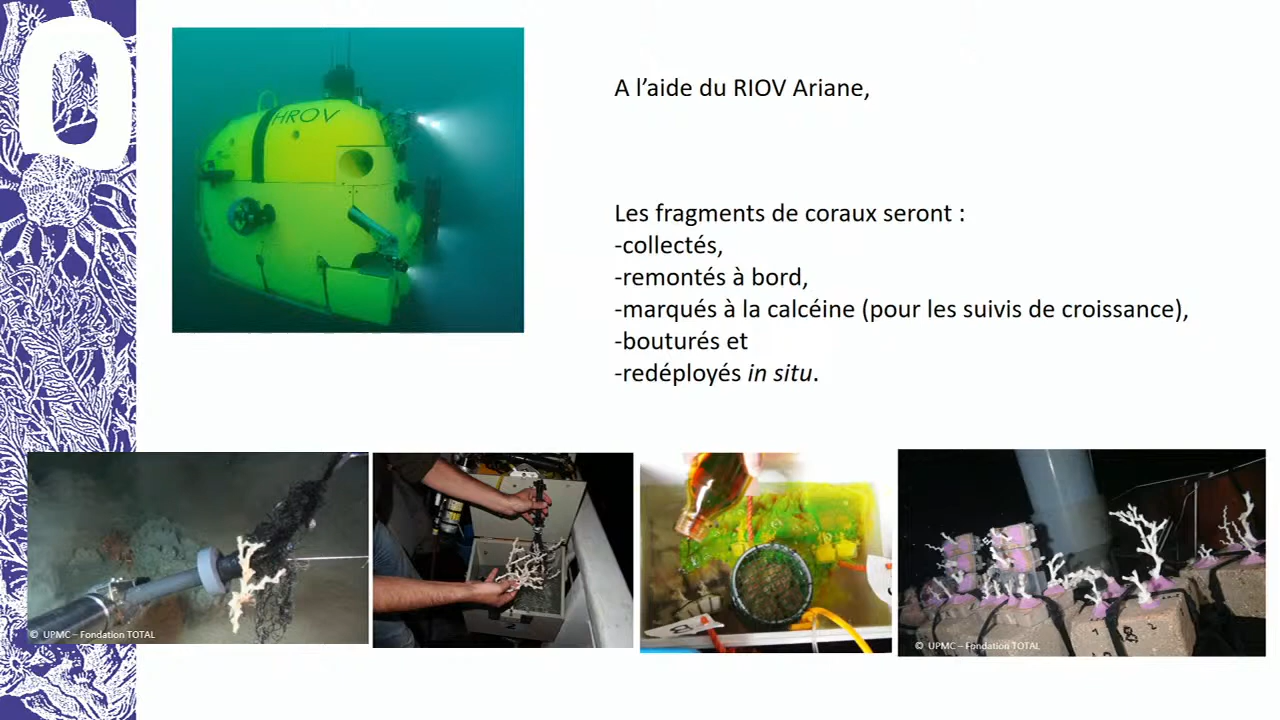 HROV
A l’aide du RIOV Ariane,
Les fragments de coraux seront :
-collectés,
-remontés à bord,
-marqués à la calcéine (pour les suivis de croissance),
-bouturés et
-redéployés in situ.
© UPMC – Fondation TOTAL
© UPMC – Fondation TOTAL